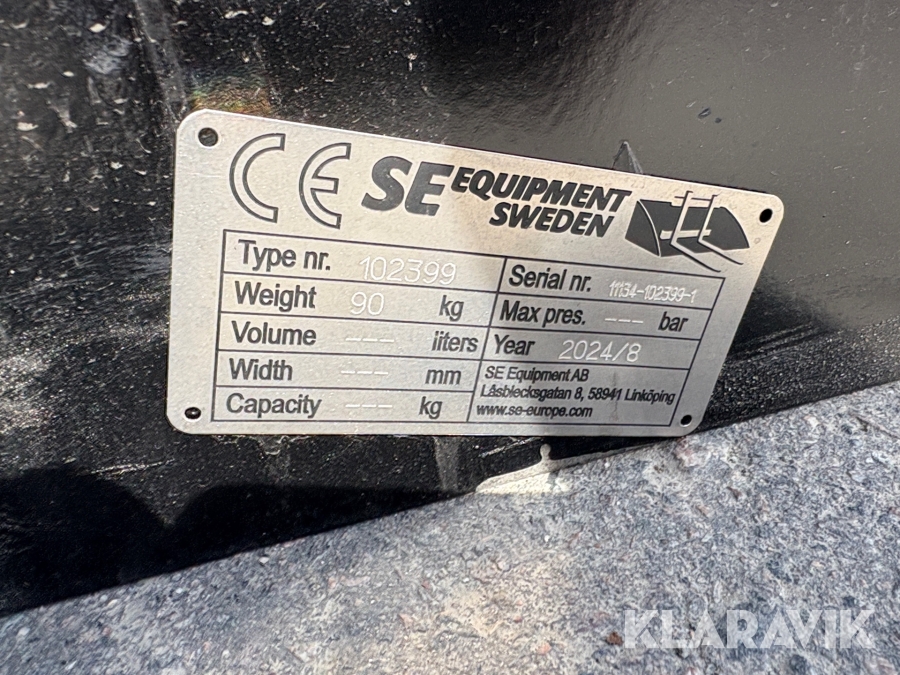 CE SE EQUIPMENT
SWEDEN
Type nr. 102399
Weight 90 kg
Volume --- liters
Width --- mm
Capacity --- kg
Serial nr. 11134-102399-1
Max pres. --- bar
Year 2024/8
SE Equipment AB
Låsblecksgatan 8, 58941 Linköping
www.se-europe.com
KLARAVIK